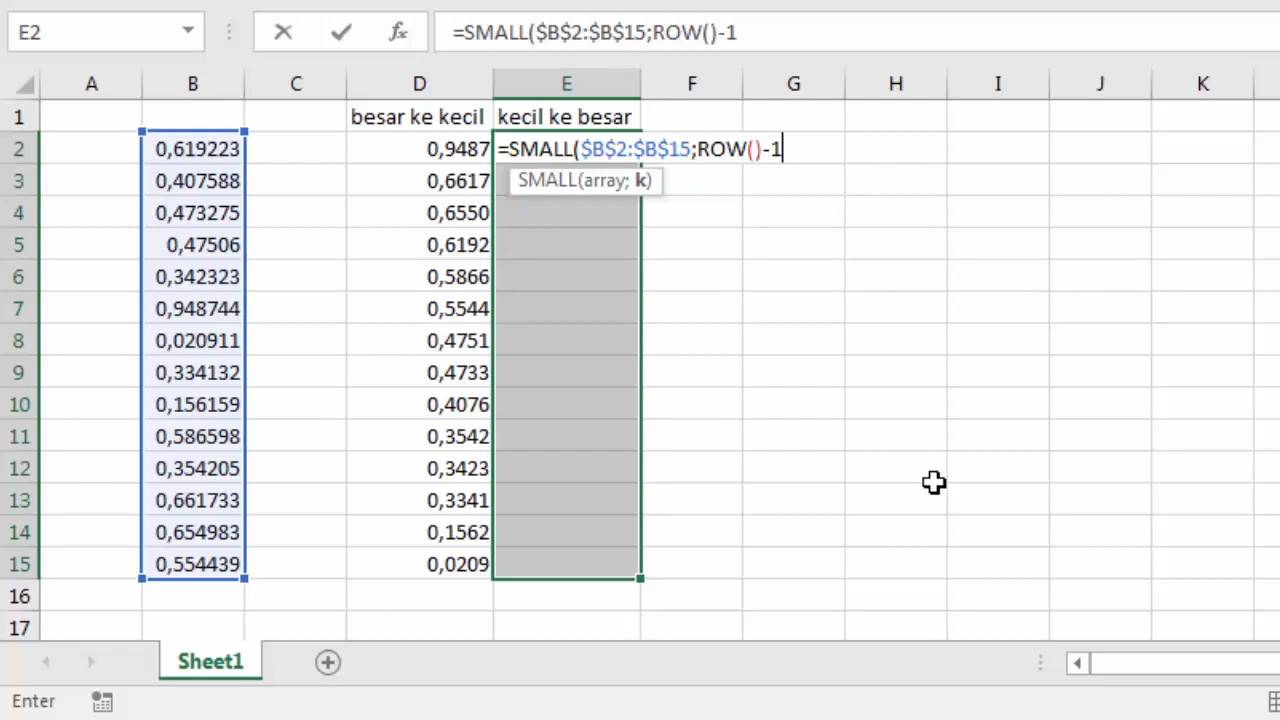 E2 fx =SMALL($B$2:$B$15;ROW()-1
A B C D E F G H I J K
1 besar ke kecil kecil ke besar
2 0,619223 0,9487 =SMALL($B$2:$B$15;ROW()-1
3 0,407588 0,6617 SMALL(array; k)
4 0,473275 0,6550
5 0,47506 0,6192
6 0,342323 0,5866
7 0,948744 0,5544
8 0,020911 0,4751
9 0,334132 0,4733
10 0,156159 0,4076
11 0,586598 0,3542
12 0,354205 0,3423
13 0,661733 0,3341
14 0,654983 0,1562
15 0,554439 0,0209
16
17
Sheet1
Enter